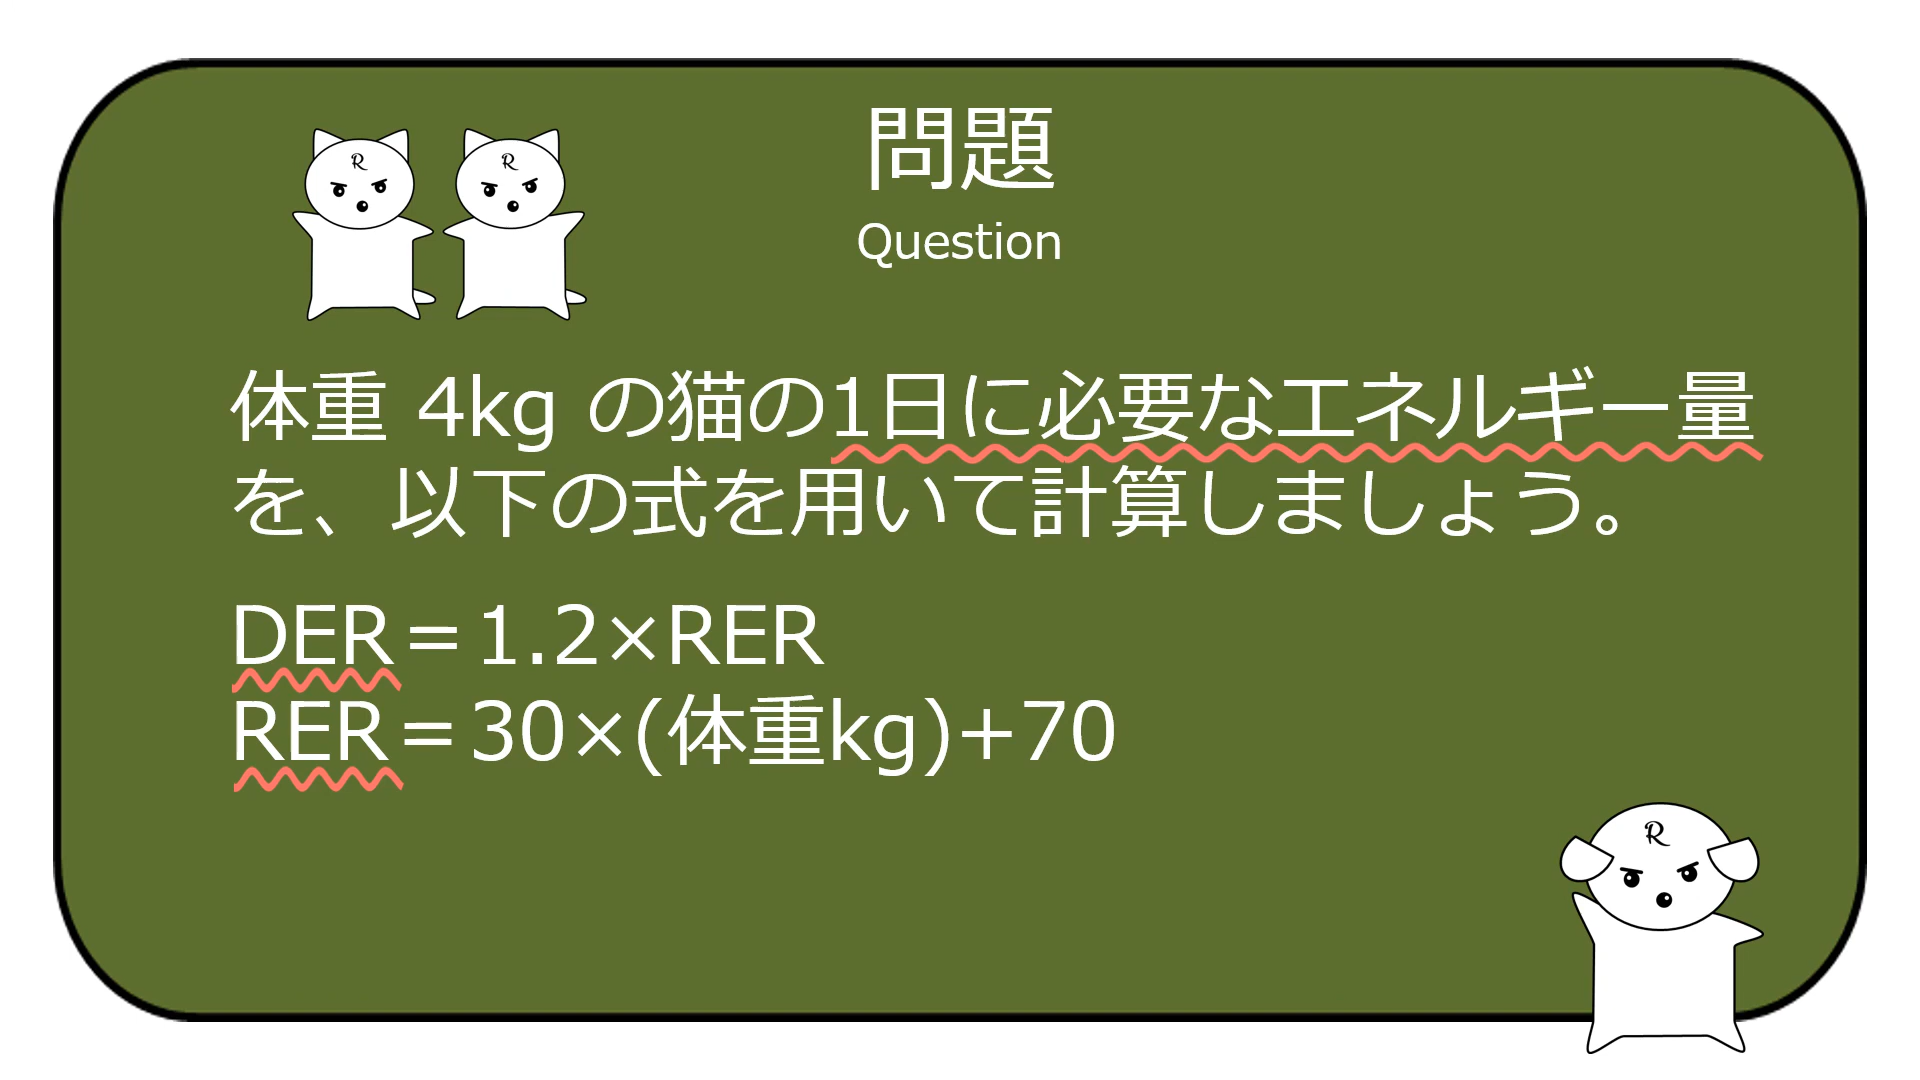 問題
Question
R
R
体重 4kg の猫の1日に必要なエネルギー量
を、以下の式を用いて計算しましょう。
DER＝1.2×RER
RER＝30×(体重kg)+70
R